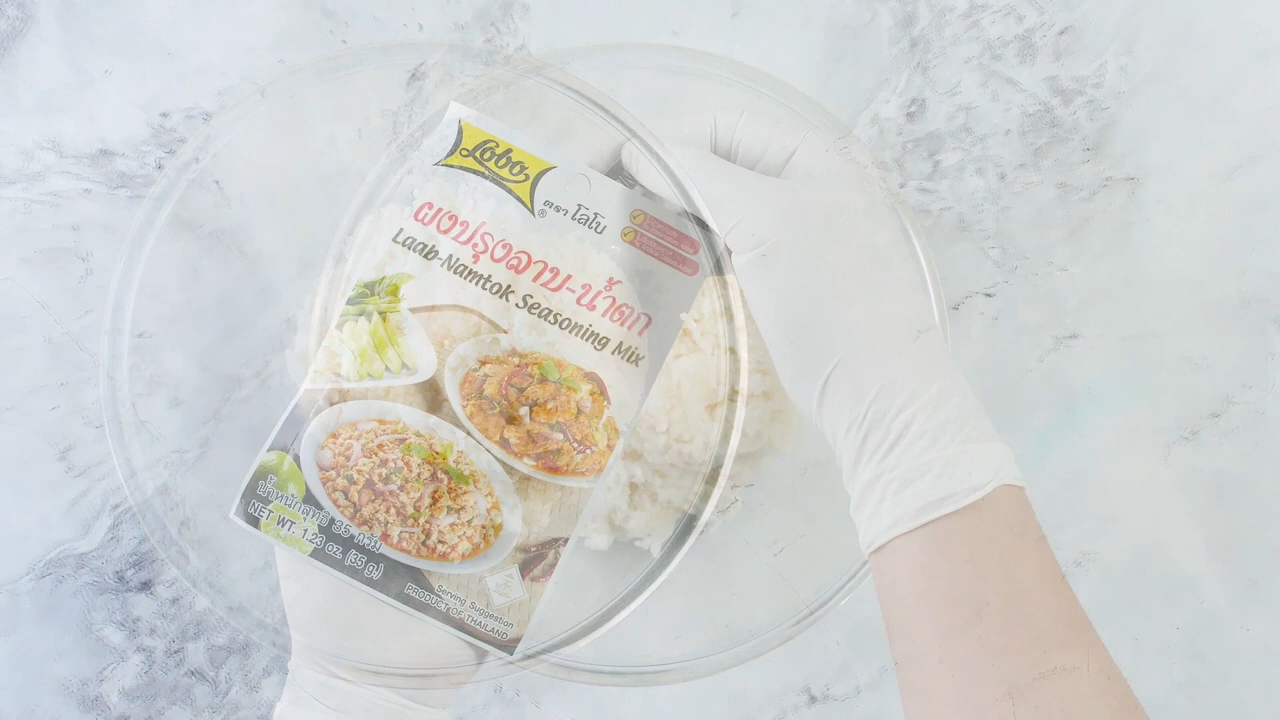 Lobo
®
ตราโลโบ
ผงปรุงลาบ-น้ำตก
Laab-Namtok Seasoning Mix
น้ำหนักสุทธิ 35 กรัม
NET WT. 1.23 oz. (35 g.)
Serving Suggestion
PRODUCT OF THAILAND